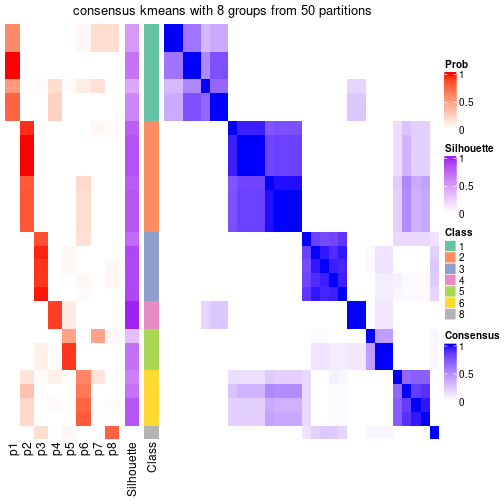 consensus kmeans with 8 groups from 50 partitions
Prob
1
0.5
0
Silhouette
1
0.5
0
Class
1
2
3
4
5
6
8
Consensus
1
0.5
0
p1
p2
p3
p4
p5
p6
p7
p8
Silhouette
Class